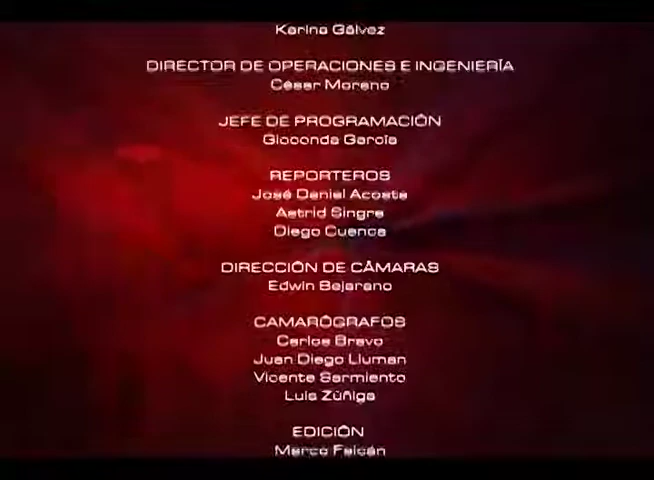 Karina Gálvez
DIRECTOR DE OPERACIONES E INGENIERÍA
César Moreno
JEFE DE PROGRAMACIÓN
Gioconda García
REPORTEROS
José Daniel Acosta
Astrid Singre
Diego Cuenca
DIRECCIÓN DE CÁMARAS
Edwin Bejarano
CAMARÓGRAFOS
Carlos Bravo
Juan Diego Lluman
Vicente Sarmiento
Luis Zúñiga
EDICIÓN
Marco Falcán